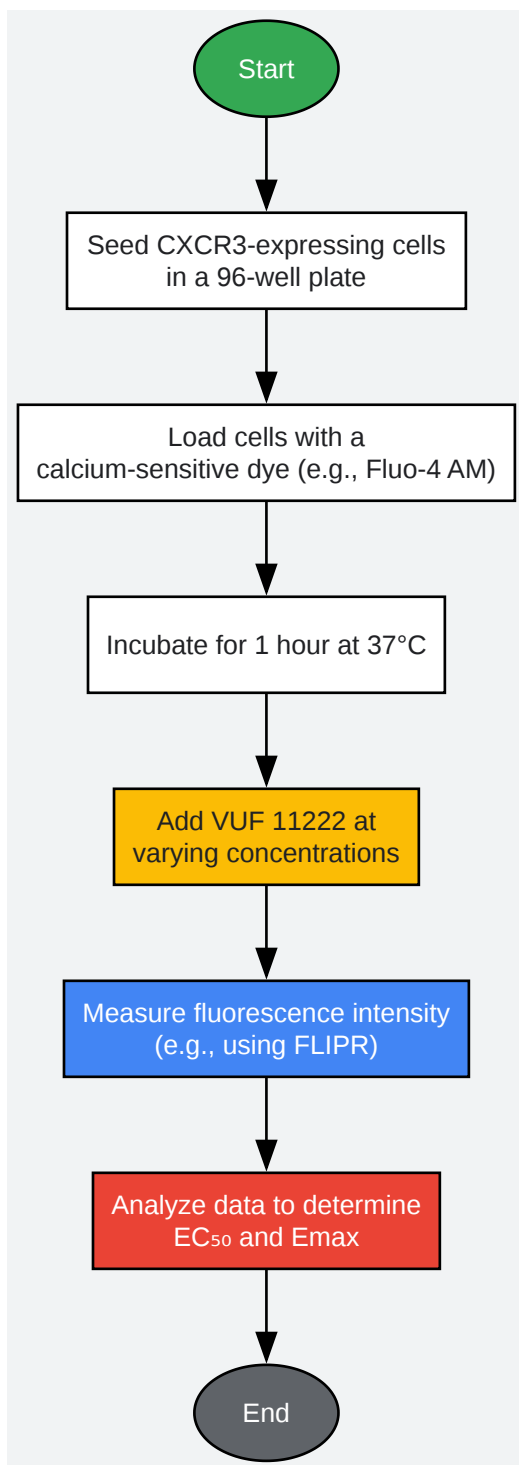 Start
Seed CXCR3-expressing cells
in a 96-well plate
Load cells with a
calcium-sensitive dye (e.g., Fluo-4 AM)
Incubate for 1 hour at 37°C
Add VUF 11222 at
varying concentrations
Measure fluorescence intensity
(e.g., using FLIPR)
Analyze data to determine
EC₅₀ and Emax
End